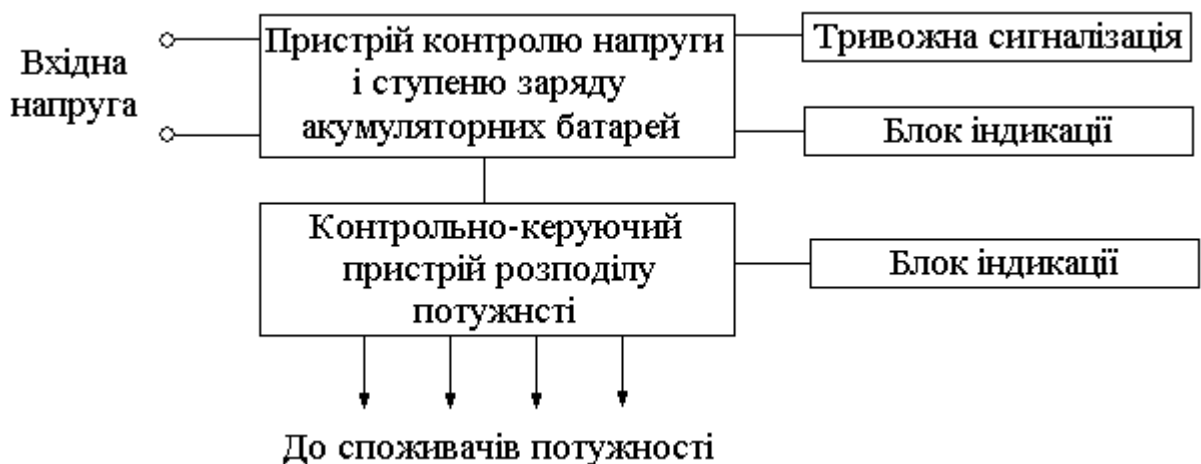 Вхідна
напруга
Пристрій контролю напруги
і ступеню заряду
акумуляторних батарей
Тривожна сигналізація
Блок індикації
Контрольно-керуючий
пристрій розподілу
потужнсті
Блок індикації
До споживачів потужності